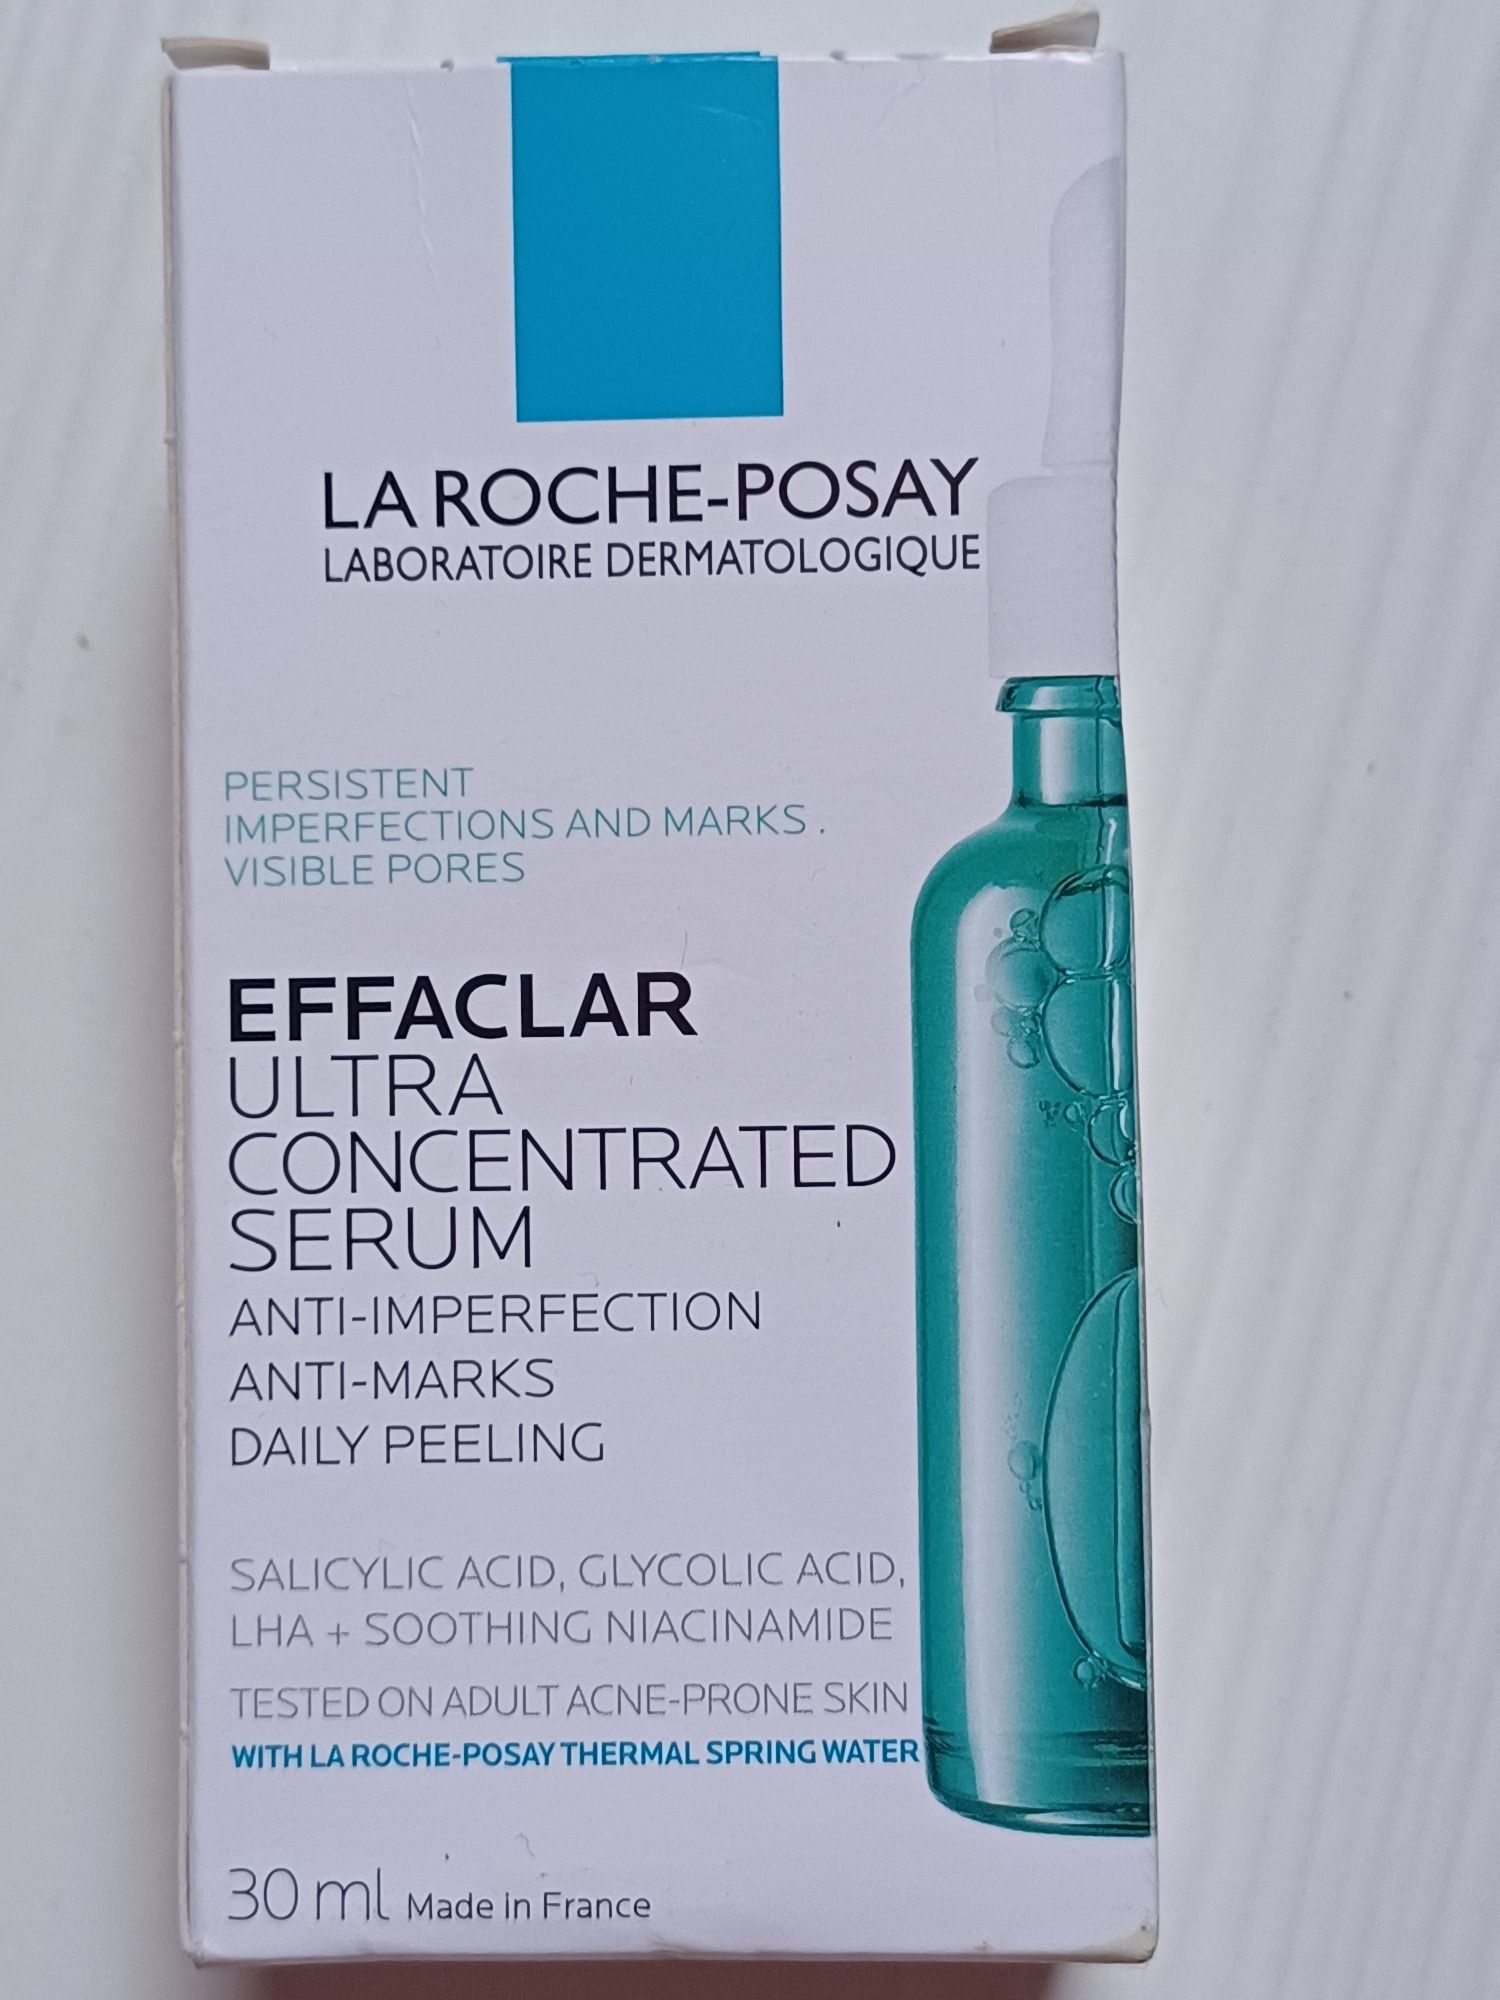 LA ROCHE-POSAY
LABORATOIRE DERMATOLOGIQUE
PERSISTENT
IMPERFECTIONS AND MARKS .
VISIBLE PORES
EFFACLAR
ULTRA
CONCENTRATED
SERUM
ANTI-IMPERFECTION
ANTI-MARKS
DAILY PEELING
SALICYLIC ACID, GLYCOLIC ACID,
LHA + SOOTHING NIACINAMIDE
TESTED ON ADULT ACNE-PRONE SKIN
WITH LA ROCHE-POSAY THERMAL SPRING WATER
30 ml Made in France